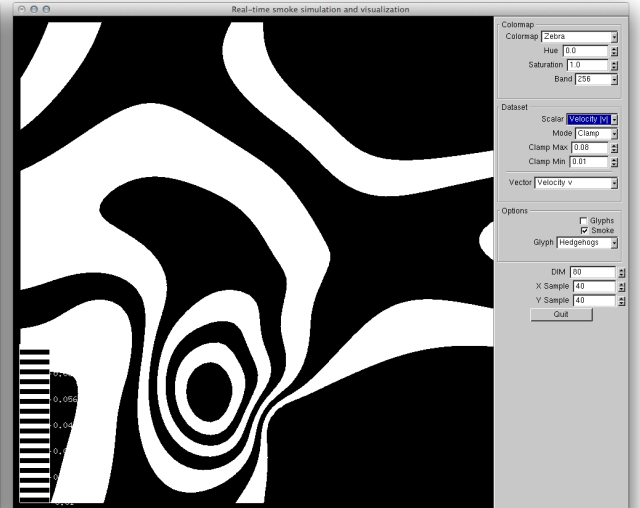 Real-time smoke simulation and visualization
Colormap
Colormap Zebra
Hue 0.0
Saturation 1.0
Band 256
Dataset
Scalar Velocity |v|
Mode Clamp
Clamp Max 0.08
Clamp Min 0.01
Vector Velocity v
Options
Glyphs
Smoke
Glyph Hedgehogs
DIM 80
X Sample 40
Y Sample 40
Quit
0.056